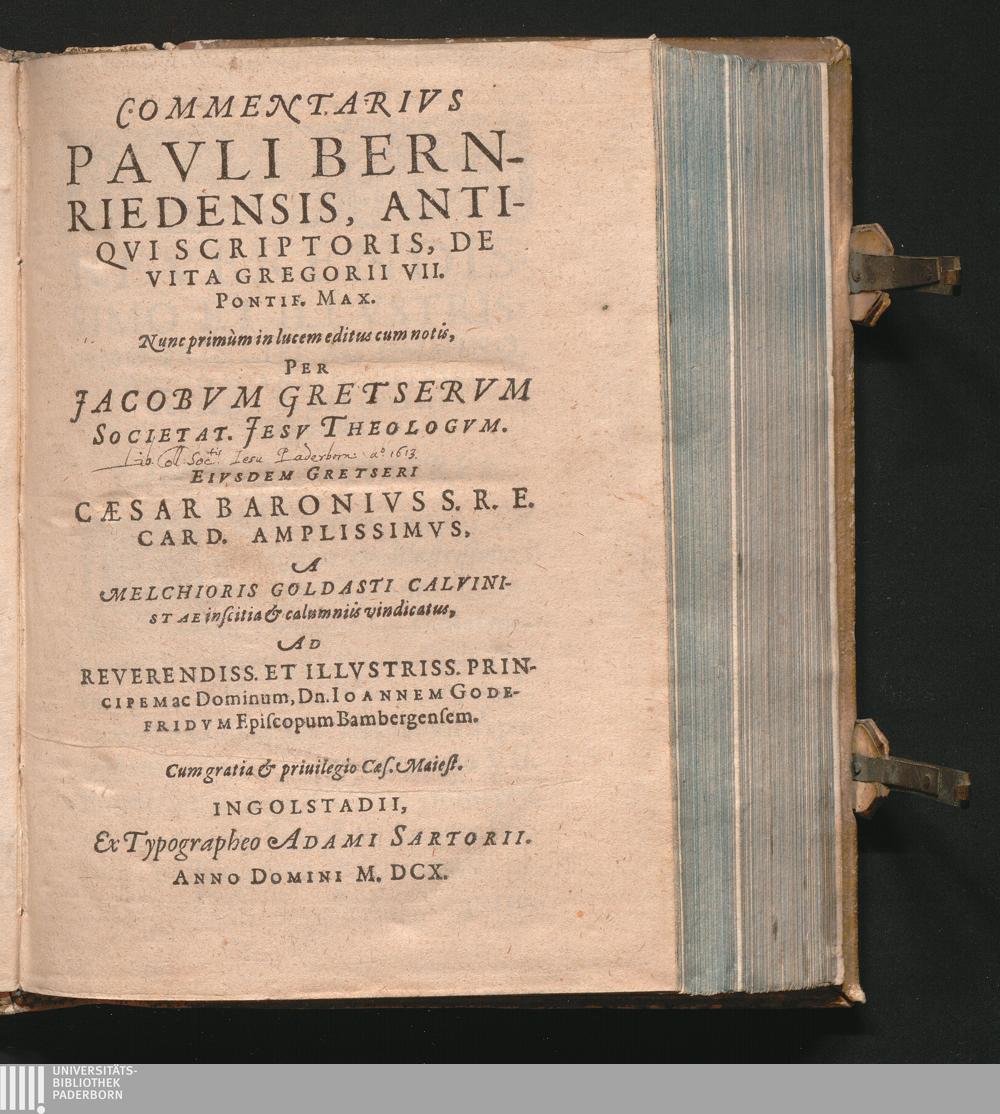 COMMENTARIVS
PAVLI BERN-
RIEDENSIS, ANTI-
QVI SCRIPTORIS, DE
VITA GREGORII VII.
PONTIF. MAX.
Nunc primùm in lucem editus cum notis,
PER
JACOBVM GRETSERVM
SOCIETAT. JESV THEOLOGVM.
Lib. Coll. Soc.tis Iesu Paderborn. a.o 1613.
EIVSDEM GRETSERI
CÆSAR BARONIVS S. R. E.
CARD. AMPLISSIMVS,
A
MELCHIORIS GOLDASTI CALVINI-
STAE inſcitia & calumniis vindicatus,
AD
REVERENDISS. ET ILLVSTRISS. PRIN-
CIPEM ac Dominum, Dn. IOANNEM GODE-
FRIDVM Epiſcopum Bambergenſem.
Cum gratia & priuilegio Cæſ. Maieſt.
INGOLSTADII,
Ex Typographeo ADAMI SARTORII.
ANNO DOMINI M. DCX.
UNIVERSITÄTS-
BIBLIOTHEK
PADERBORN